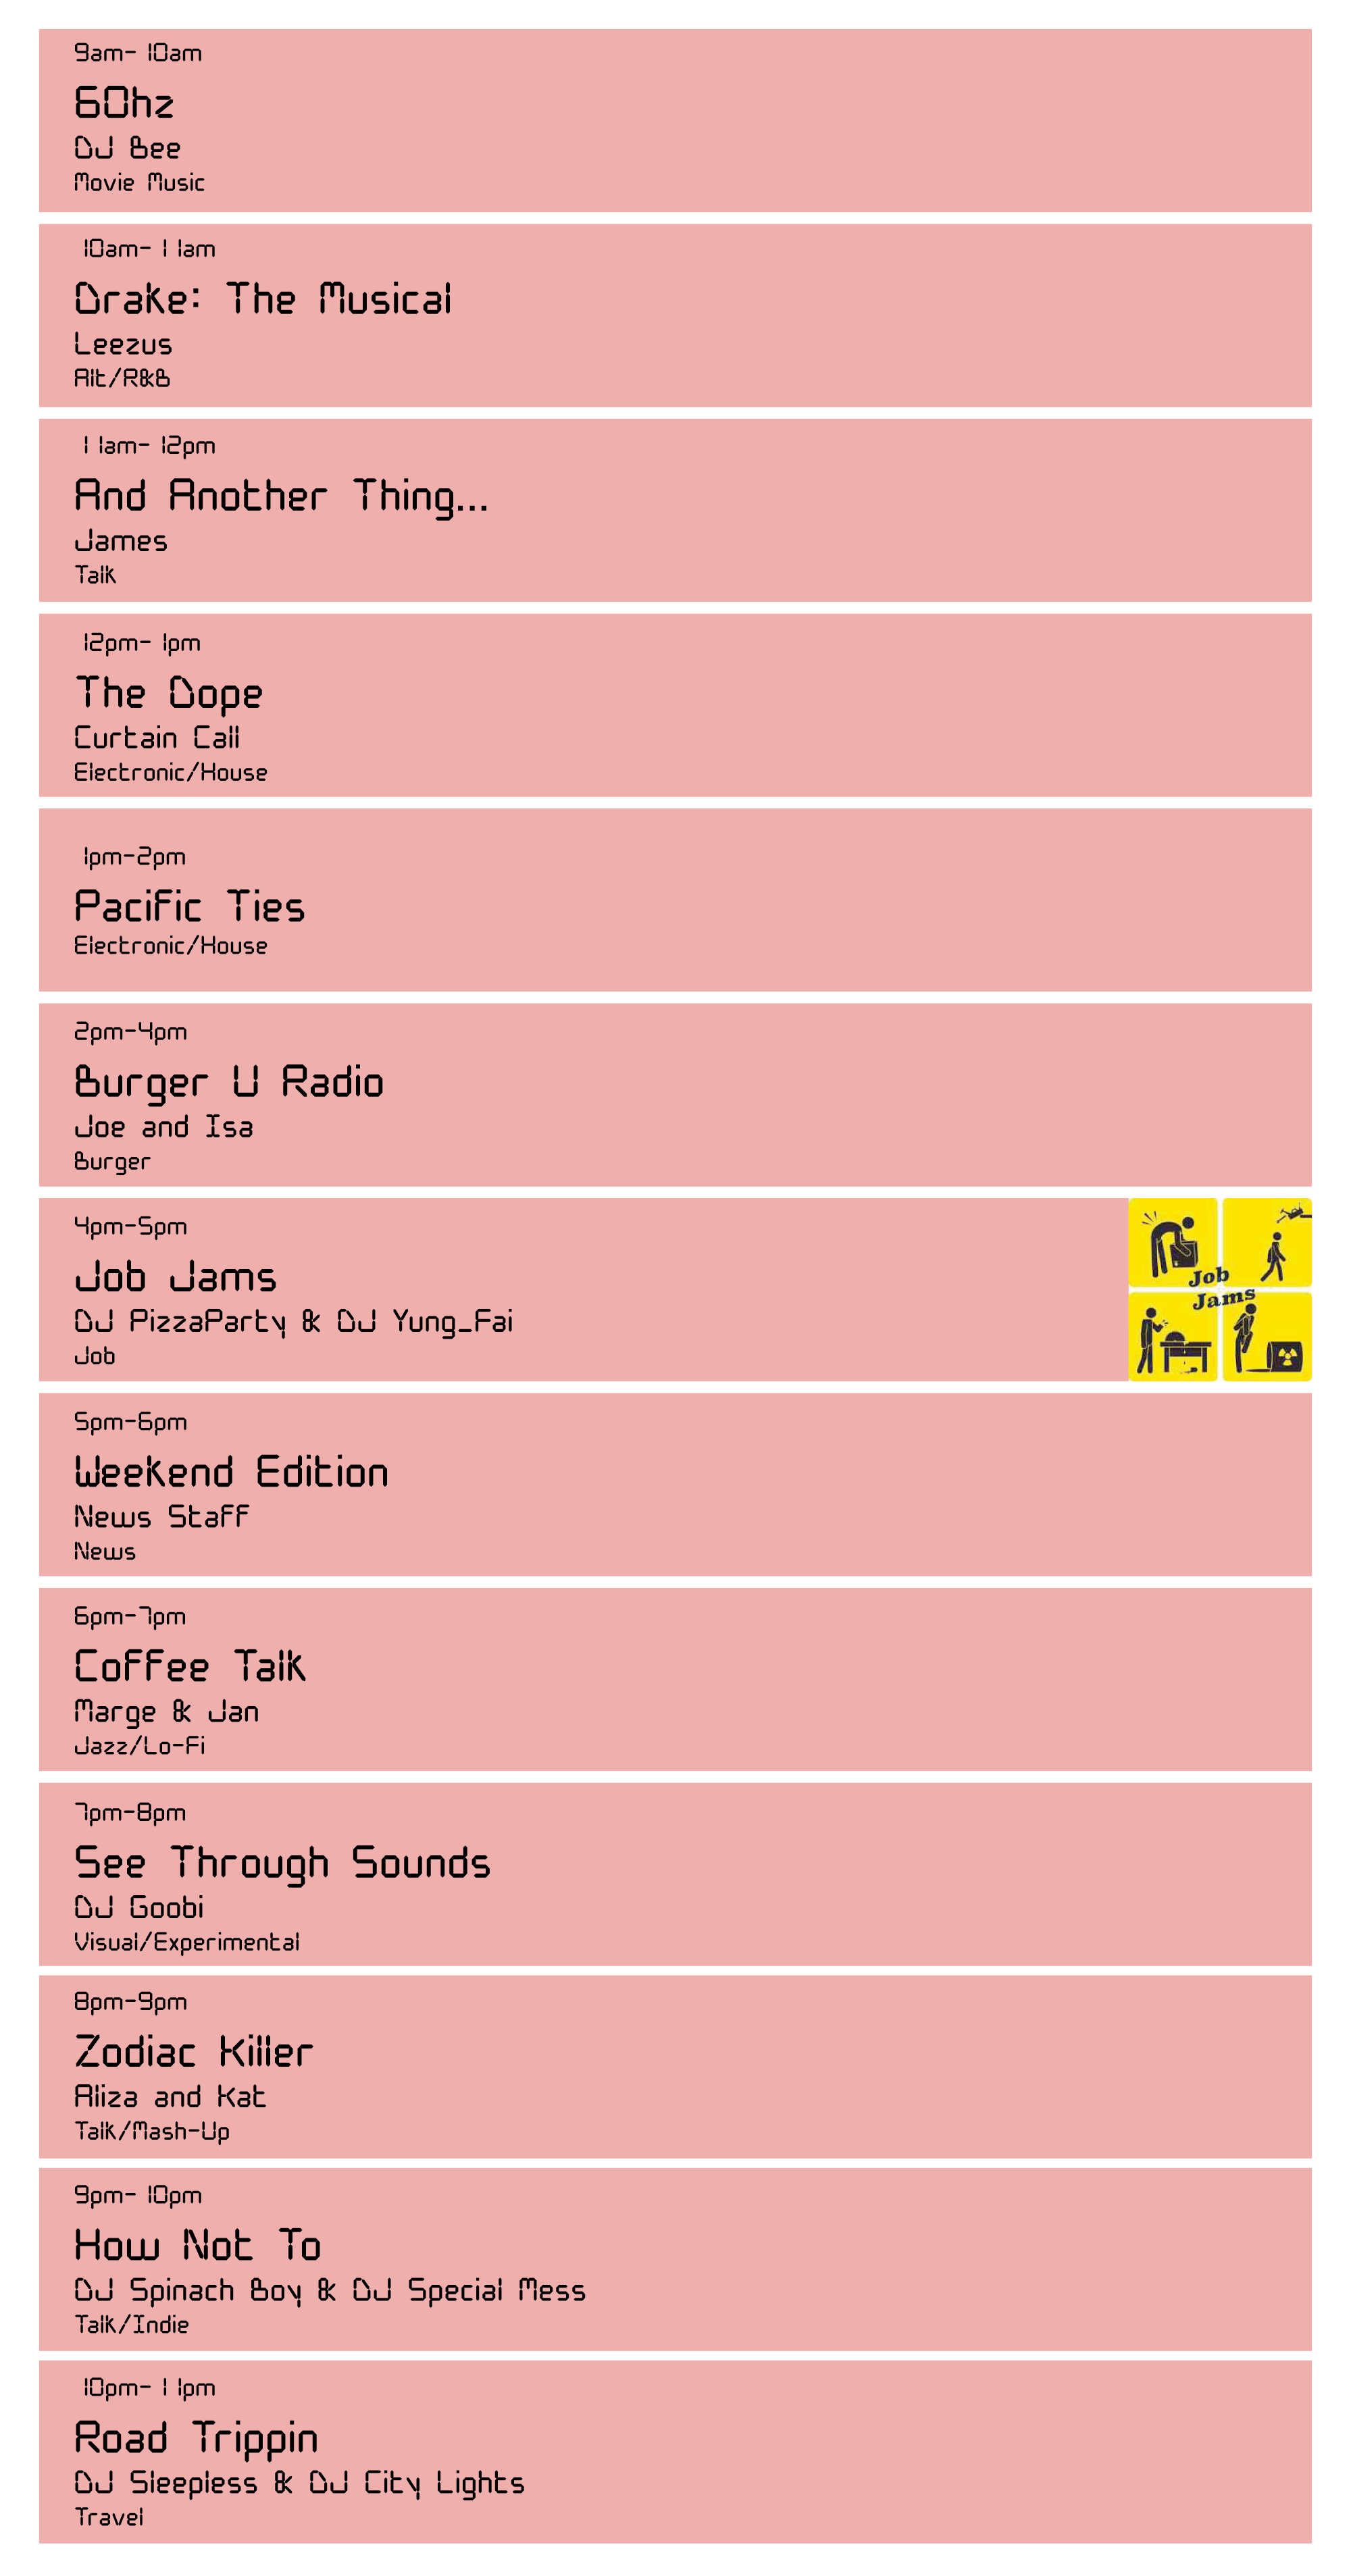 9am-10am
60hz
DJ Bee
Movie Music
10am-11am
Drake: The Musical
Leezus
Alt/R&B
11am-12pm
And Another Thing...
James
Talk
12pm-1pm
The Dope
Curtain Call
Electronic/House
1pm-2pm
Pacific Ties
Electronic/House
2pm-4pm
Burger U Radio
Joe and Isa
Burger
4pm-5pm
Job Jams
DJ PizzaParty & DJ Yung_Fai
Job
Job
Jams
5pm-6pm
Weekend Edition
News Staff
News
6pm-7pm
Coffee Talk
Marge & Jan
Jazz/Lo-Fi
7pm-8pm
See Through Sounds
DJ Goobi
Visual/Experimental
8pm-9pm
Zodiac Killer
Aliza and Kat
Talk/Mash-Up
9pm-10pm
How Not To
DJ Spinach Boy & DJ Special Mess
Talk/Indie
10pm-11pm
Road Trippin
DJ Sleepless & DJ City Lights
Travel